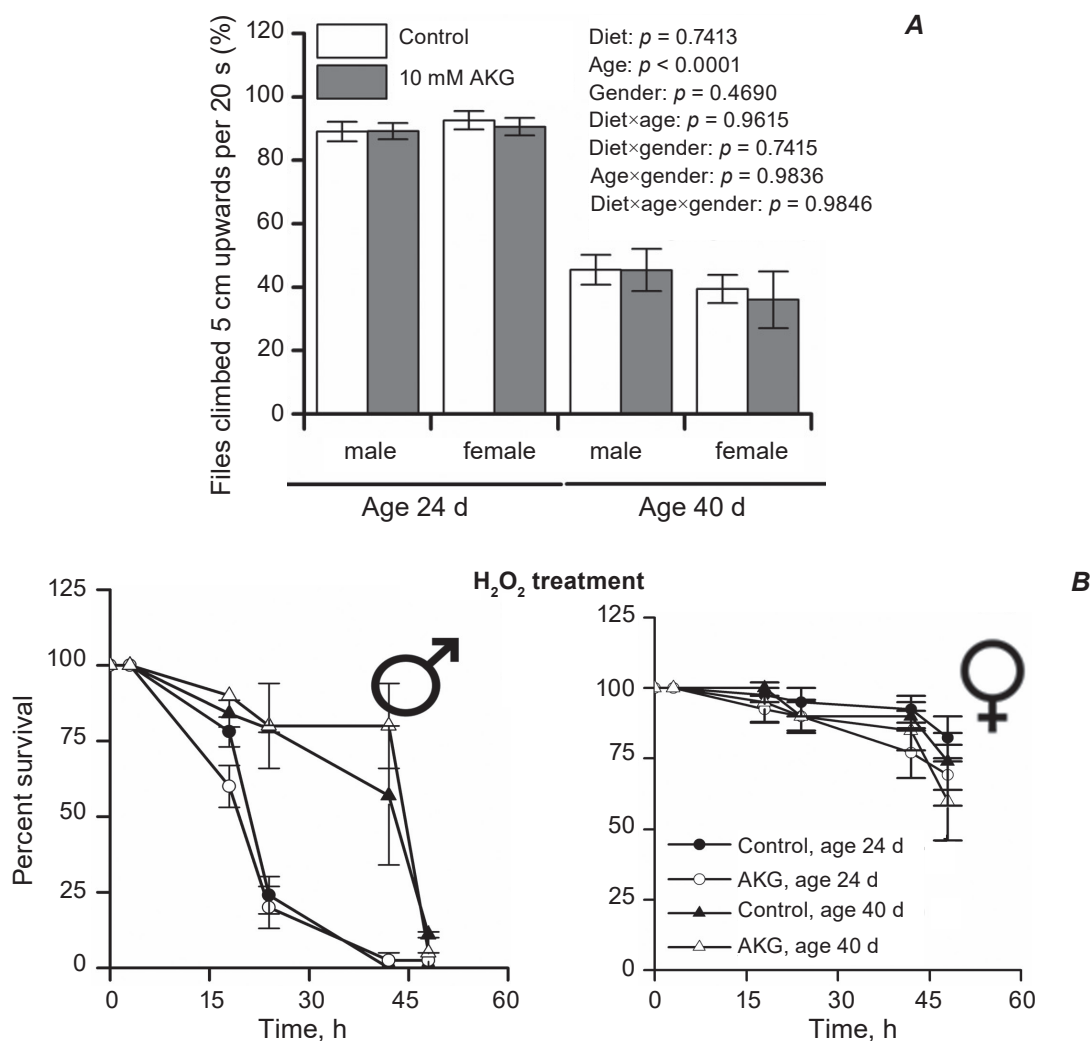 A
120
100
80
60
40
20
0
Files climbed 5 cm upwards per 20 s (%)
Control
10 mM AKG
Diet: p = 0.7413
Age: p < 0.0001
Gender: p = 0.4690
Diet×age: p = 0.9615
Diet×gender: p = 0.7415
Age×gender: p = 0.9836
Diet×age×gender: p = 0.9846
male female male female
Age 24 d Age 40 d
H₂O₂ treatment
B
125
100
75
50
25
0
Percent survival
0 15 30 45 60
Time, h
125
100
75
50
25
0
Control, age 24 d
AKG, age 24 d
Control, age 40 d
AKG, age 40 d
0 15 30 45 60
Time, h